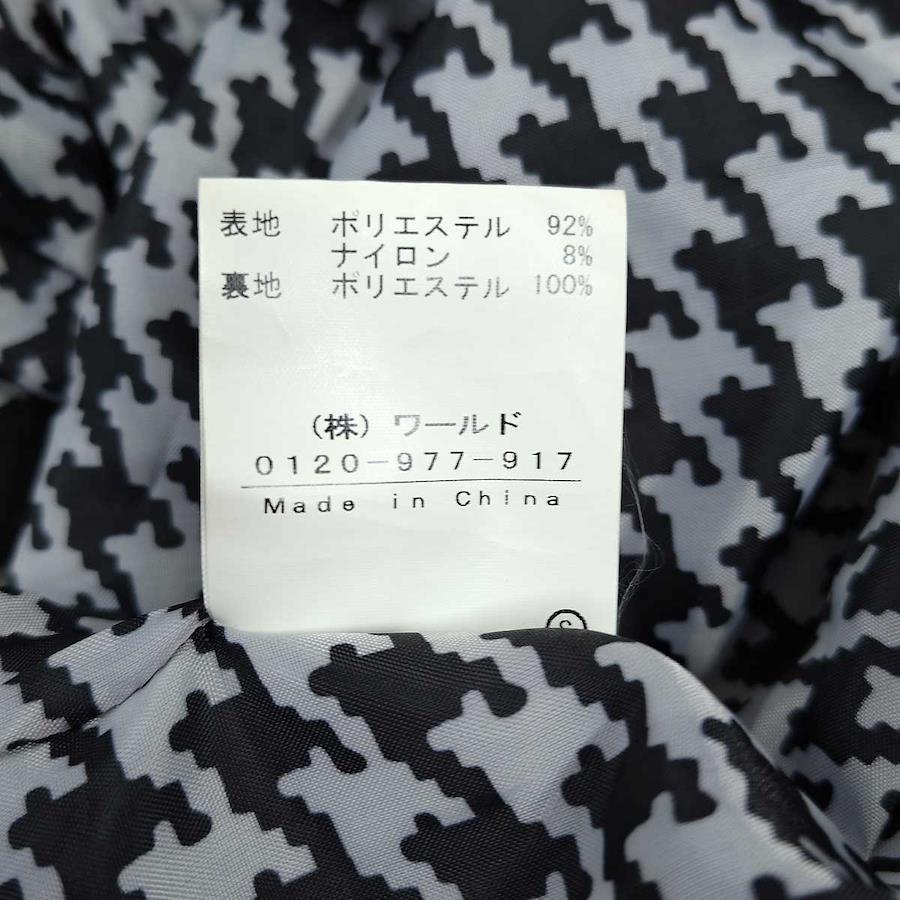 表地 ポリエステル 92%
ナイロン 8%
裏地 ポリエステル 100%
(株) ワールド
0120-977-917
Made in China
Ⓢ